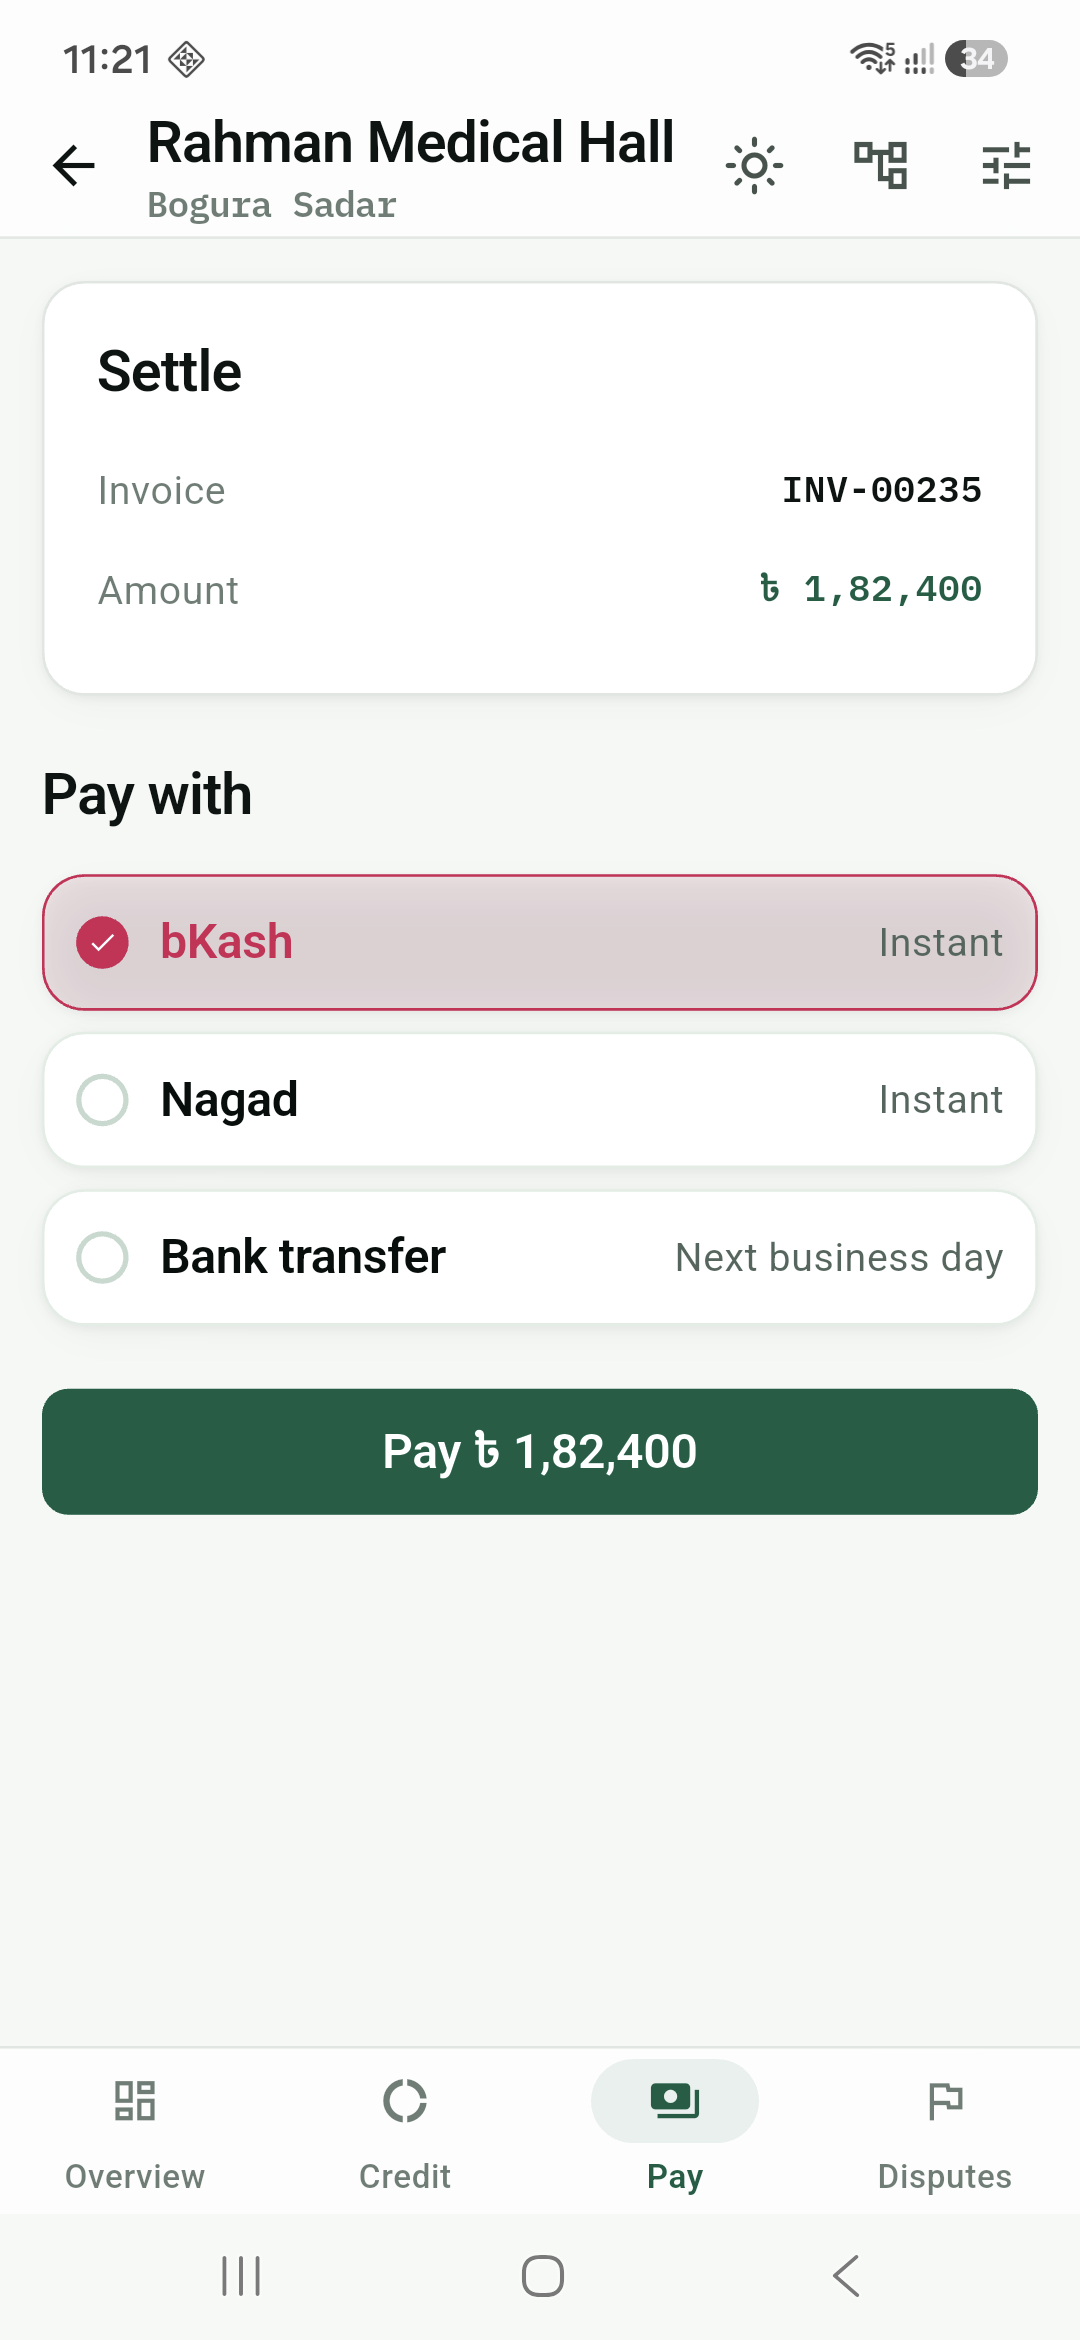 11:21
5
34
Rahman Medical Hall
Bogura Sadar
Settle
Invoice INV-00235
Amount ৳ 1,82,400
Pay with
bKash Instant
Nagad Instant
Bank transfer Next business day
Pay ৳ 1,82,400
Overview Credit Pay Disputes